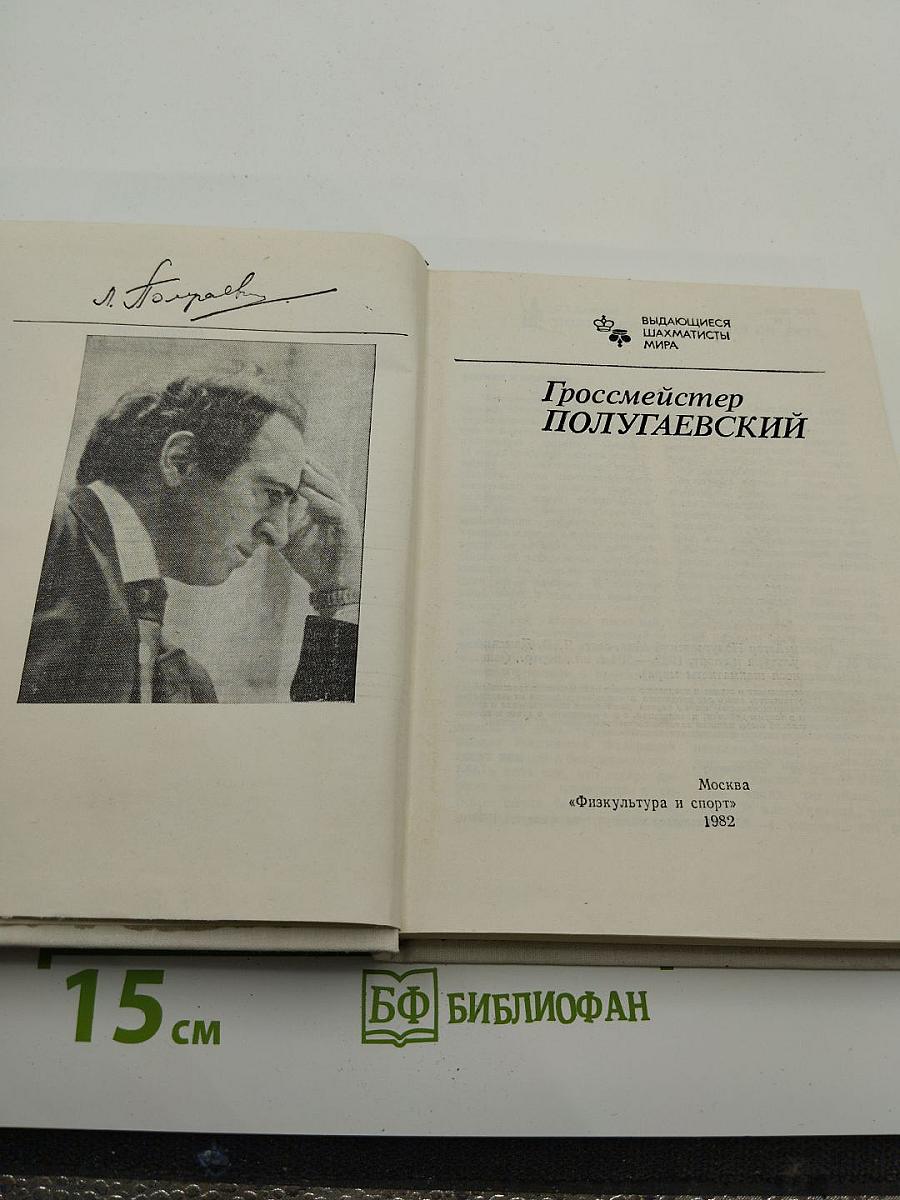 Л. Полугаевский
ВЫДАЮЩИЕСЯ
ШАХМАТИСТЫ
МИРА
Гроссмейстер
ПОЛУГАЕВСКИЙ
Москва
«Физкультура и спорт»
1982
15 см
БФ БИБЛИОФАН